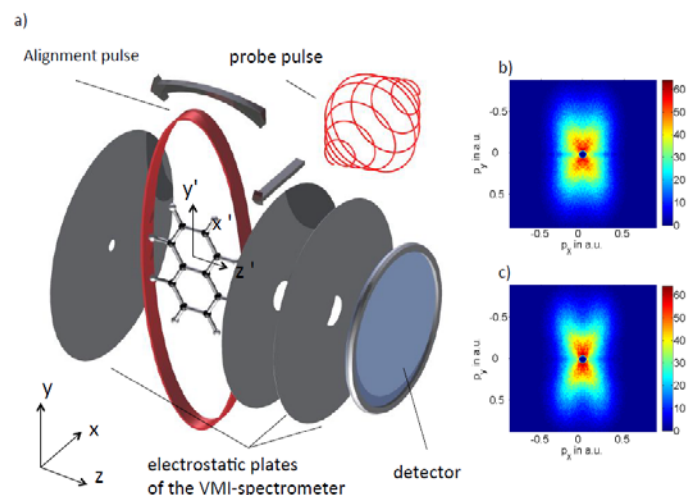 a)
Alignment pulse
probe pulse
y'
x'
z'
y
x
z
electrostatic plates
of the VMI-spectrometer
detector
b)
-0.5
0
0.5
p_y in a.u.
-0.5 0 0.5
p_x in a.u.
60
50
40
30
20
10
0
c)
-0.5
0
0.5
p_y in a.u.
-0.5 0 0.5
p_x in a.u.
60
50
40
30
20
10
0